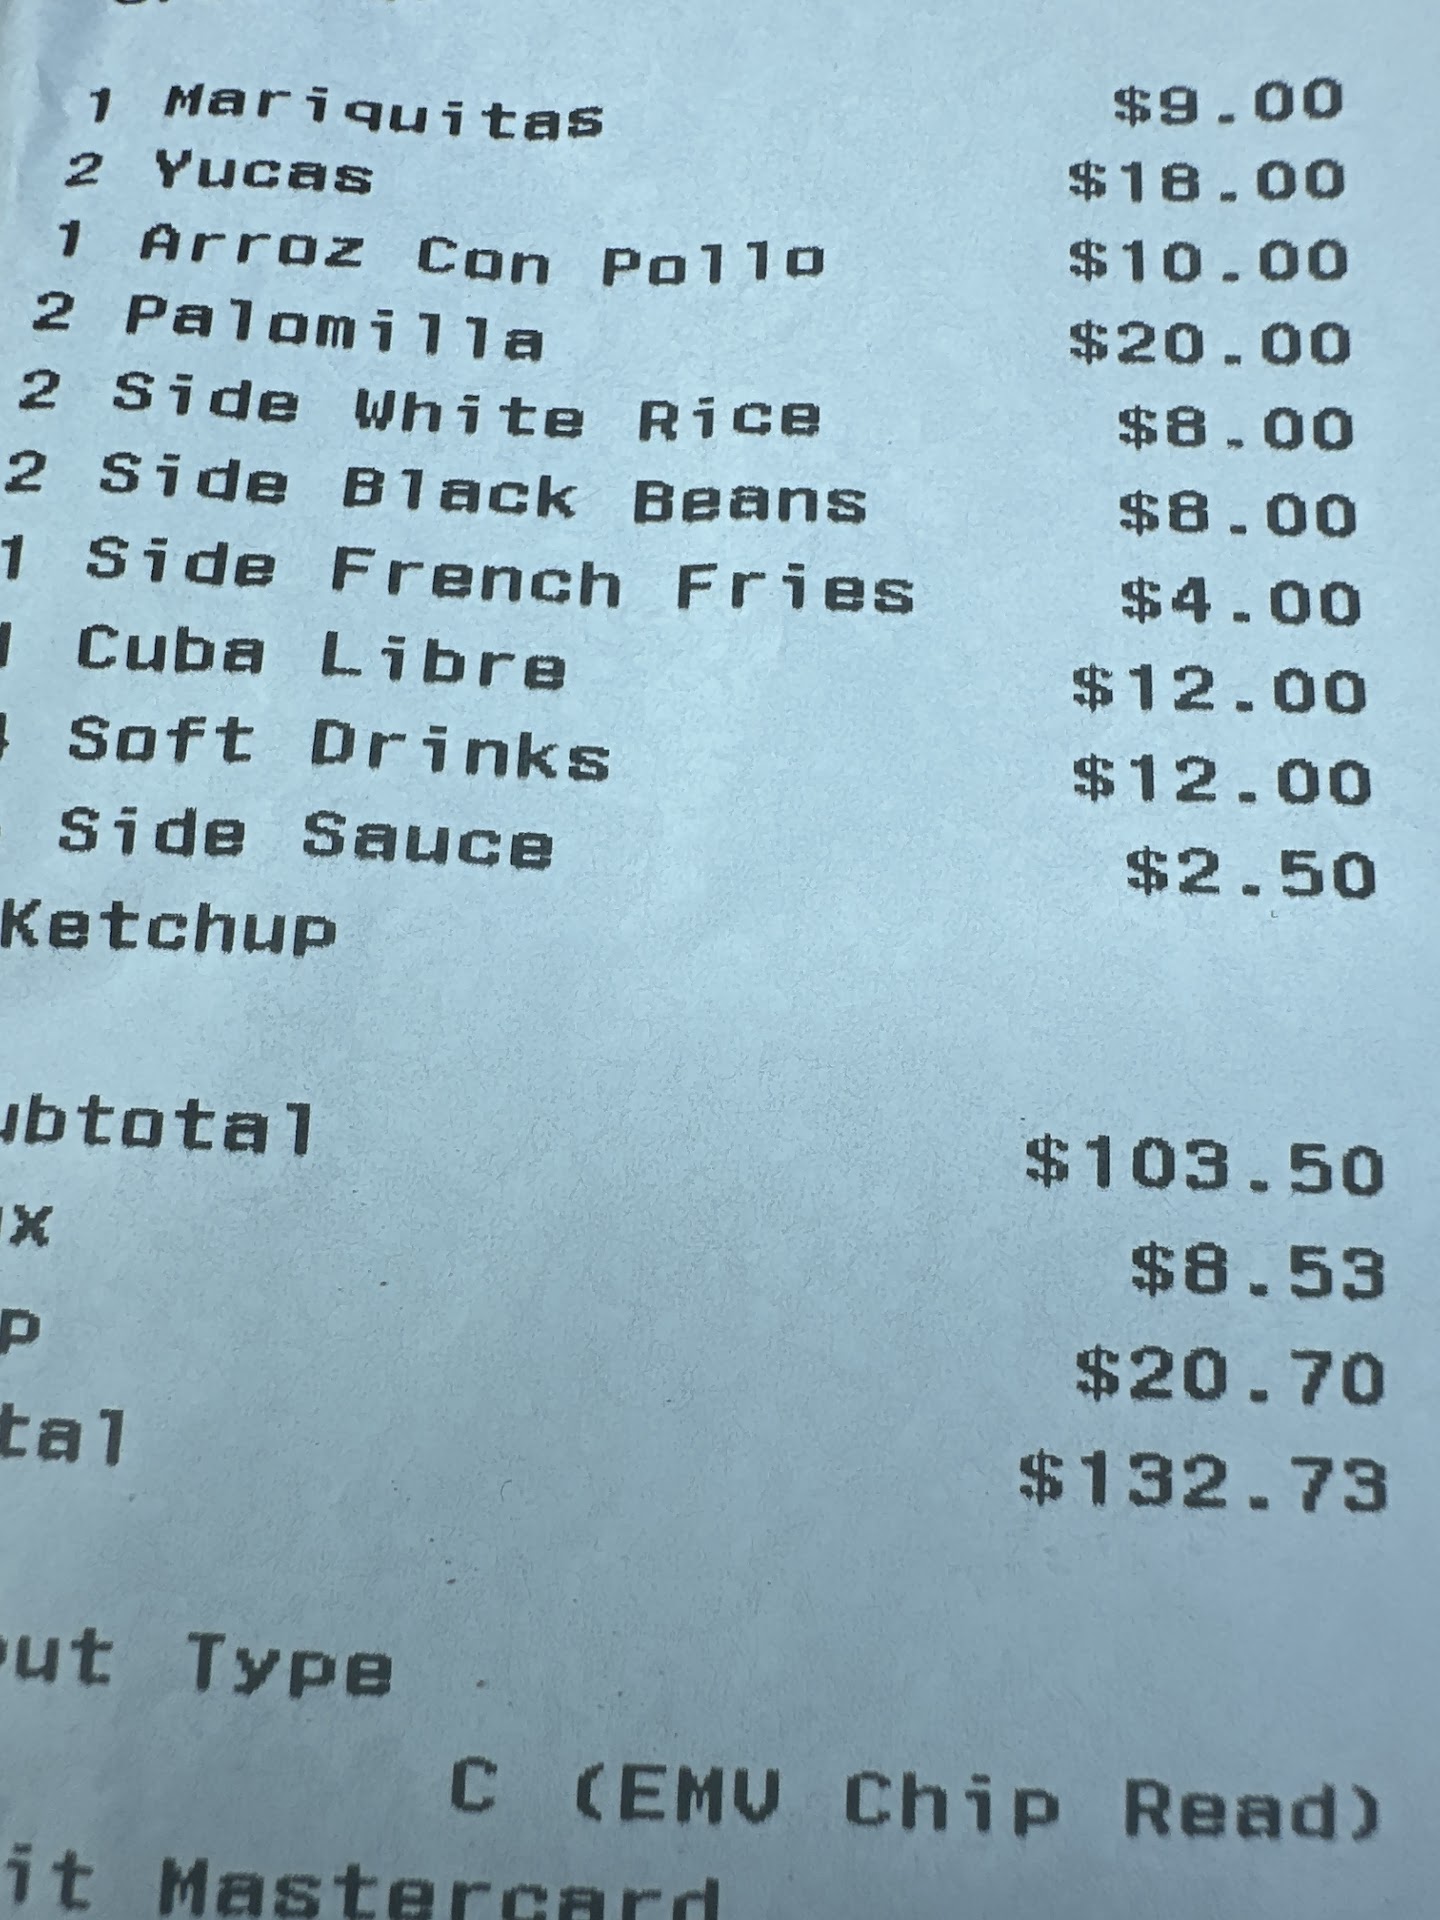 1 Mariquitas $9.00
2 Yucas $18.00
1 Arroz Con Pollo $10.00
2 Palomilla $20.00
2 Side White Rice $8.00
2 Side Black Beans $8.00
1 Side French Fries $4.00
1 Cuba Libre $12.00
Soft Drinks $12.00
Side Sauce $2.50
Ketchup
ubtotal $103.50
x $8.53
p $20.70
tal $132.73
ut Type
C (EMV Chip Read)
it Mastercard